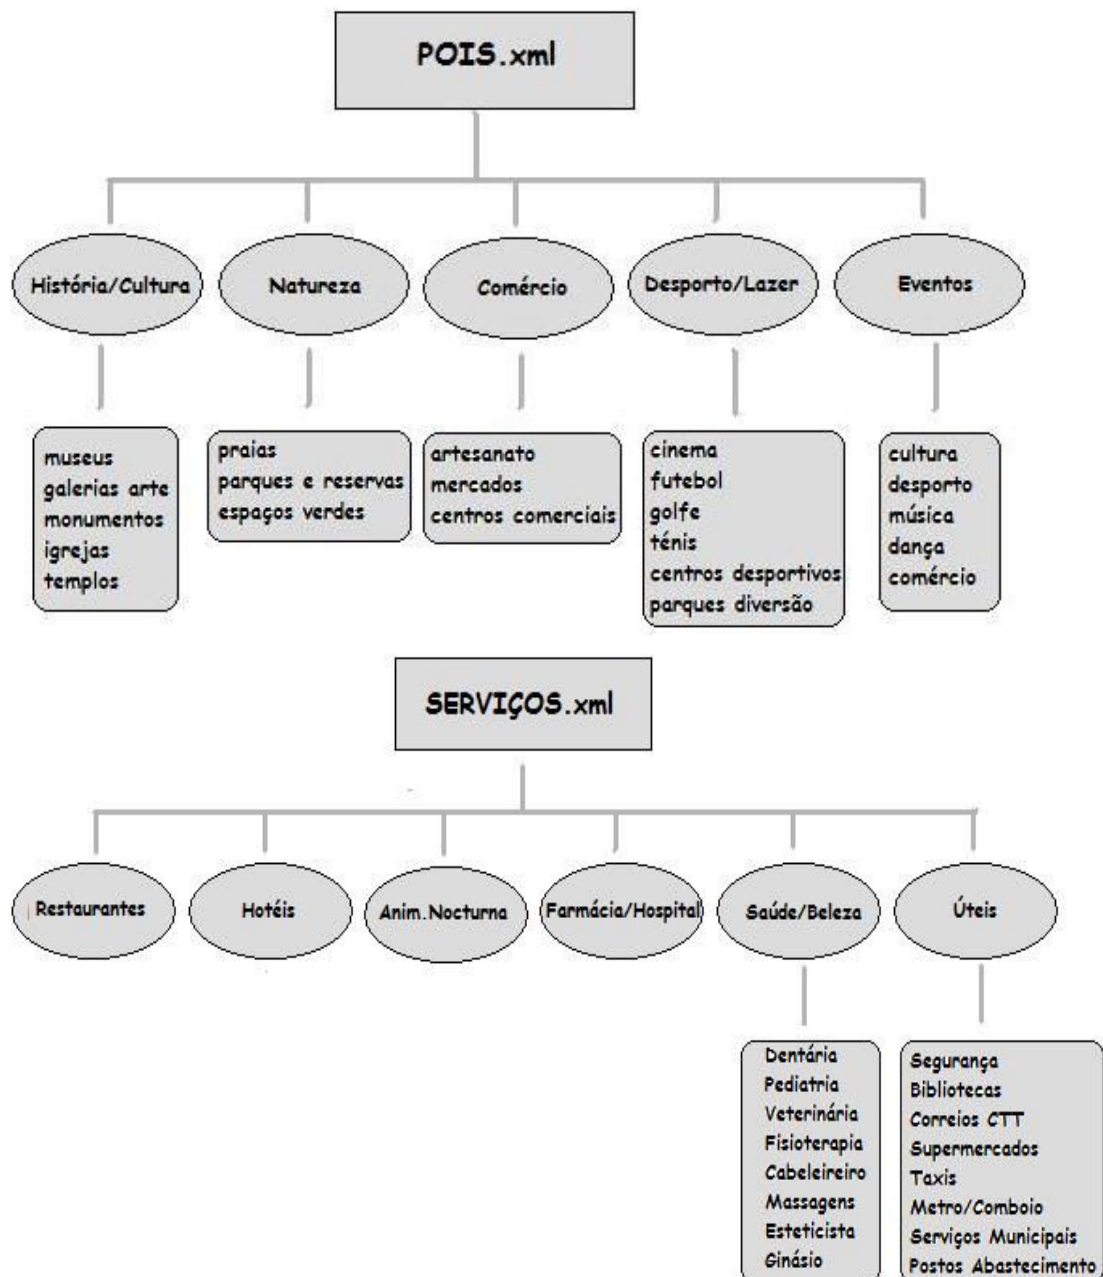 POIS.xml
História/Cultura
Natureza
Comércio
Desporto/Lazer
Eventos
museus
galerias arte
monumentos
igrejas
templos
praias
parques e reservas
espaços verdes
artesanato
mercados
centros comerciais
cinema
futebol
golfe
ténis
centros desportivos
parques diversão
cultura
desporto
música
dança
comércio
SERVIÇOS.xml
Restaurantes
Hotéis
Anim.Nocturna
Farmácia/Hospital
Saúde/Beleza
Úteis
Dentária
Pediatria
Veterinária
Fisioterapia
Cabeleireiro
Massagens
Esteticista
Ginásio
Segurança
Bibliotecas
Correios CTT
Supermercados
Taxis
Metro/Comboio
Serviços Municipais
Postos Abastecimento